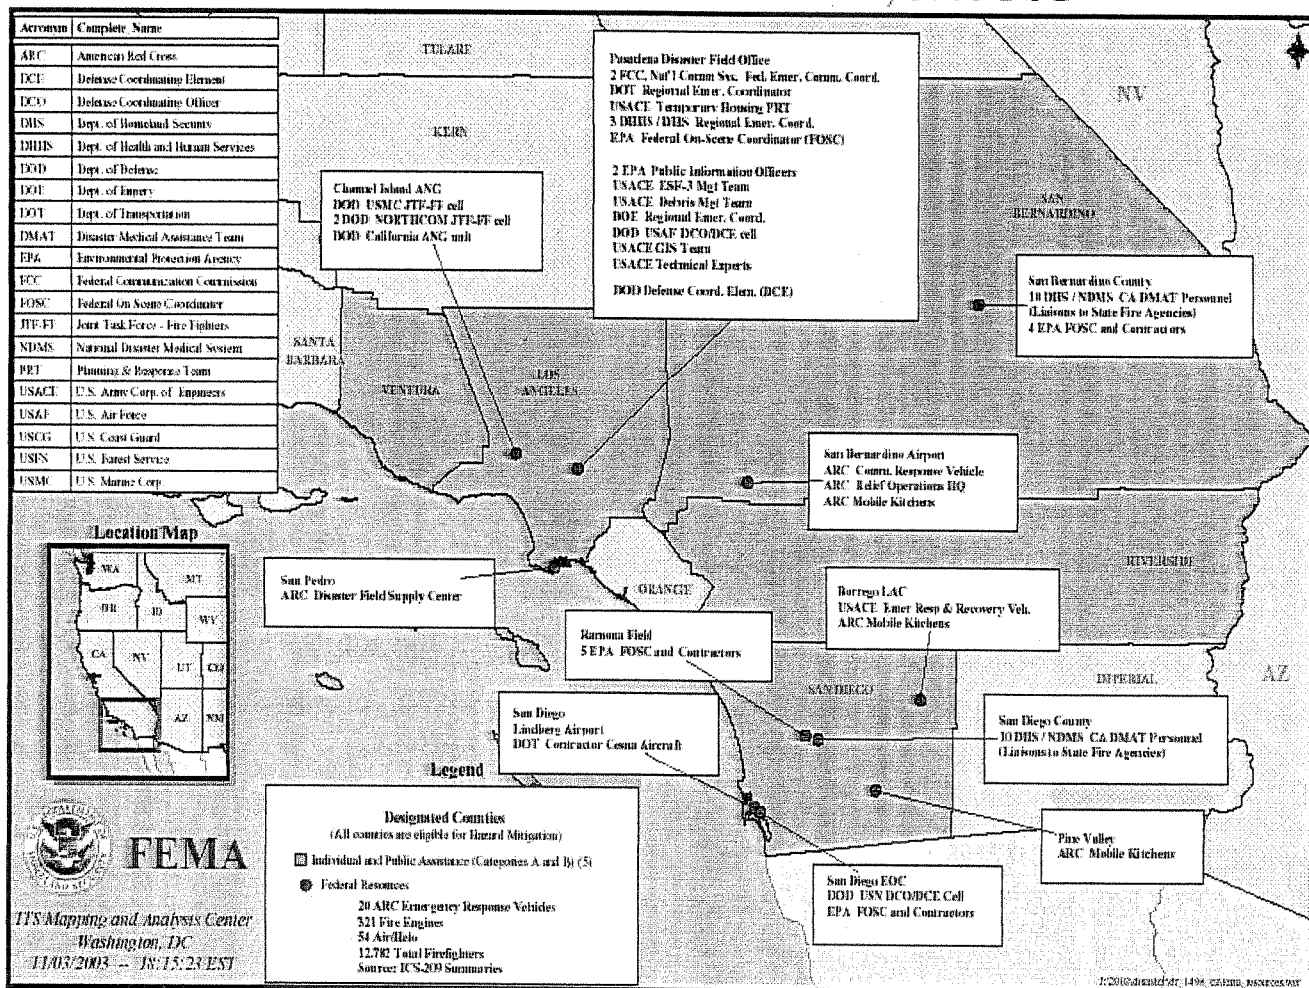 Acronym Complete Name
ARC American Red Cross
DCE Defense Coordinating Element
DCO Defense Coordinating Officer
DHS Dept. of Homeland Security
DHHS Dept. of Health and Human Services
DOD Dept. of Defense
DOE Dept. of Energy
DOT Dept. of Transportation
DMAT Disaster Medical Assistance Team
EPA Environmental Protection Agency
FCC Federal Communication Commission
FOSC Federal On Scene Coordinator
JTF-FF Joint Task Force - Fire Fighters
NDMS National Disaster Medical System
PRT Planning & Response Team
USACE U.S. Army Corp. of Engineers
USAF U.S. Air Force
USCG U.S. Coast Guard
USFS U.S. Forest Service
USMC U.S. Marine Corp.
TULARE
KERN
NV
SAN BERNARDINO
SANTA BARBARA
VENTURA
LOS ANGELES
ORANGE
RIVERSIDE
SAN DIEGO
IMPERIAL
AZ
Pasadena Disaster Field Office
2 FCC, Nat'l Comm Sys. Fed. Emer. Comm. Coord.
DOT Regional Emer. Coordinator
USACE Temporary Housing PRT
3 DHHS / DHS Regional Emer. Coord.
EPA Federal On-Scene Coordinator (FOSC)
2 EPA Public Information Officers
USACE ESF-3 Mgt Team
USACE Debris Mgt Team
DOE Regional Emer. Coord.
DOD USAF DCO/DCE cell
USACE GIS Team
USACE Technical Experts
DOD Defense Coord. Elem. (DCE)
Channel Island ANG
DOD USMC JTF-FF cell
2 DOD NORTHCOM JTF-FF cell
DOD California ANG unit
San Bernardino County
10 DHS / NDMS CA DMAT Personnel
(Liaisons to State Fire Agencies)
4 EPA FOSC and Contractors
San Bernardino Airport
ARC Comm. Response Vehicle
ARC Relief Operations HQ
ARC Mobile Kitchens
San Pedro
ARC Disaster Field Supply Center
Borrego LAC
USACE Emer Resp & Recovery Veh.
ARC Mobile Kitchens
Ramona Field
5 EPA FOSC and Contractors
San Diego
Lindberg Airport
DOT Contractor Cesna Aircraft
San Diego County
10 DHS / NDMS CA DMAT Personnel
(Liaisons to State Fire Agencies)
Pine Valley
ARC Mobile Kitchens
San Diego EOC
DOD USN DCO/DCE Cell
EPA FOSC and Contractors
Location Map
WA
MT
OR
ID
WY
CA
NV
UT
CO
AZ
NM
Legend
Designated Counties
(All counties are eligible for Hazard Mitigation)
Individual and Public Assistance (Categories A and B) (5)
Federal Resources
20 ARC Emergency Response Vehicles
321 Fire Engines
54 Air/Helo
12,782 Total Firefighters
Source: ICS-209 Summaries
FEMA
ITS Mapping and Analysis Center
Washington, DC
11/03/2003 -- 18:15:23 EST